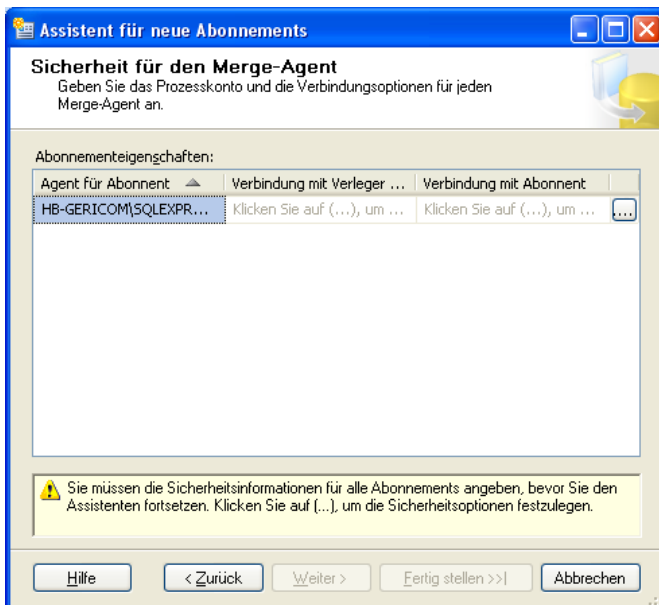 Assistent für neue Abonnements
Sicherheit für den Merge-Agent
Geben Sie das Prozesskonto und die Verbindungsoptionen für jeden
Merge-Agent an.
Abonnementeigenschaften:
Agent für Abonnent Verbindung mit Verleger ... Verbindung mit Abonnent
HB-GERICOM\SQLEXPR... Klicken Sie auf (...), um ... Klicken Sie auf (...), um ... ...
Sie müssen die Sicherheitsinformationen für alle Abonnements angeben, bevor Sie den
Assistenten fortsetzen. Klicken Sie auf (...), um die Sicherheitsoptionen festzulegen.
Hilfe < Zurück Weiter > Fertig stellen >>| Abbrechen